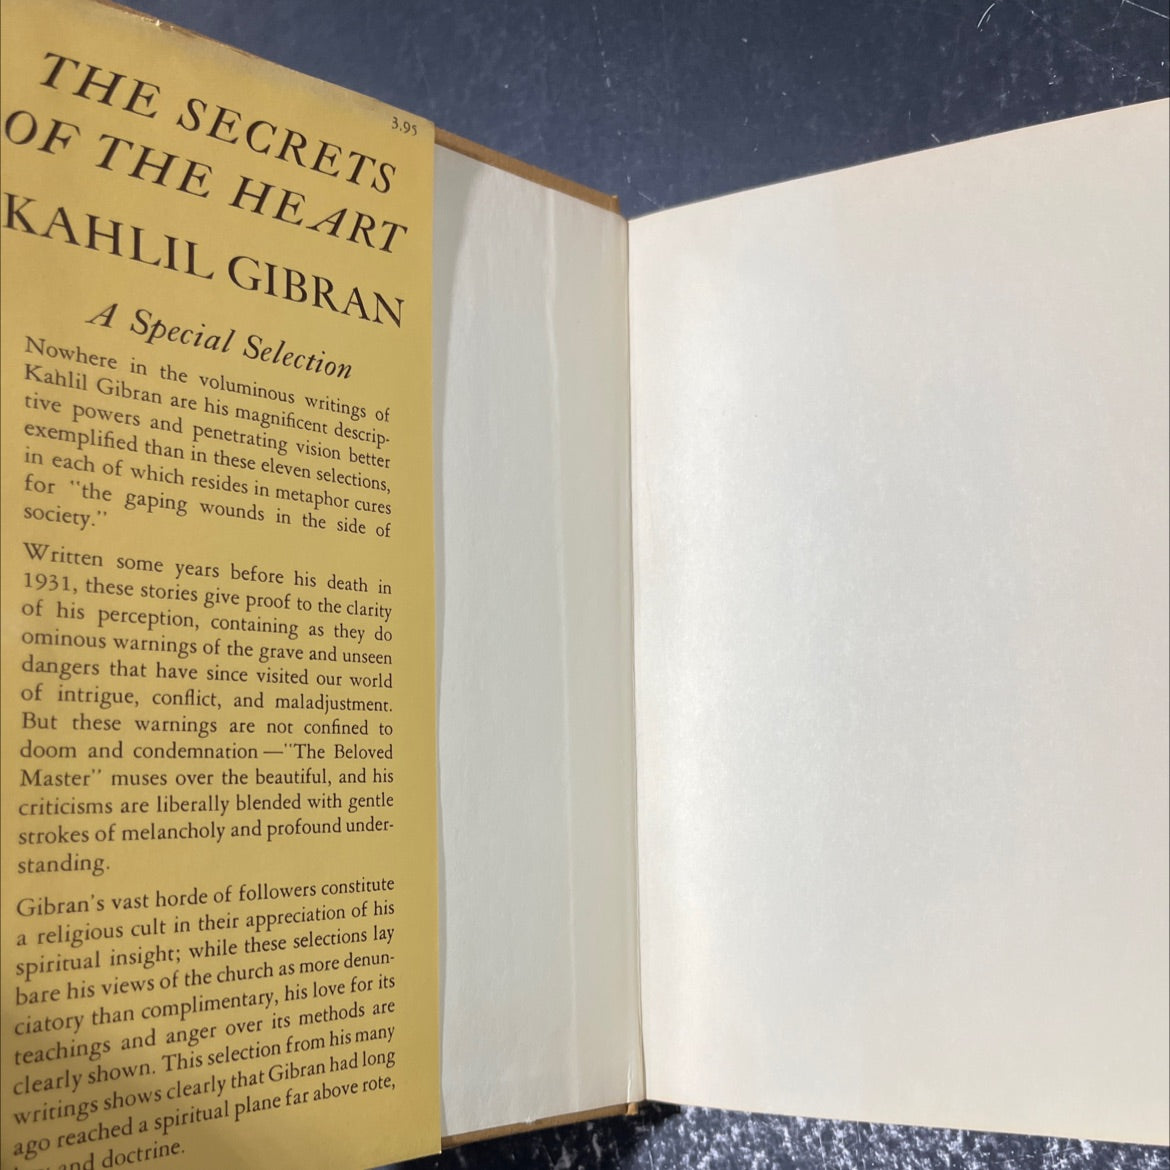 3.95
THE SECRETS
OF THE HEART
KAHLIL GIBRAN
A Special Selection
Nowhere in the voluminous writings of
Kahlil Gibran are his magnificent descrip-
tive powers and penetrating vision better
exemplified than in these eleven selections,
in each of which resides in metaphor cures
for "the gaping wounds in the side of
society."
Written some years before his death in
1931, these stories give proof to the clarity
of his perception, containing as they do
ominous warnings of the grave and unseen
dangers that have since visited our world
of intrigue, conflict, and maladjustment.
But these warnings are not confined to
doom and condemnation—"The Beloved
Master" muses over the beautiful, and his
criticisms are liberally blended with gentle
strokes of melancholy and profound under-
standing.
Gibran's vast horde of followers constitute
a religious cult in their appreciation of his
spiritual insight; while these selections lay
bare his views of the church as more denun-
ciatory than complimentary, his love for its
teachings and anger over its methods are
clearly shown. This selection from his many
writings shows clearly that Gibran had long
ago reached a spiritual plane far above rote,
and doctrine.